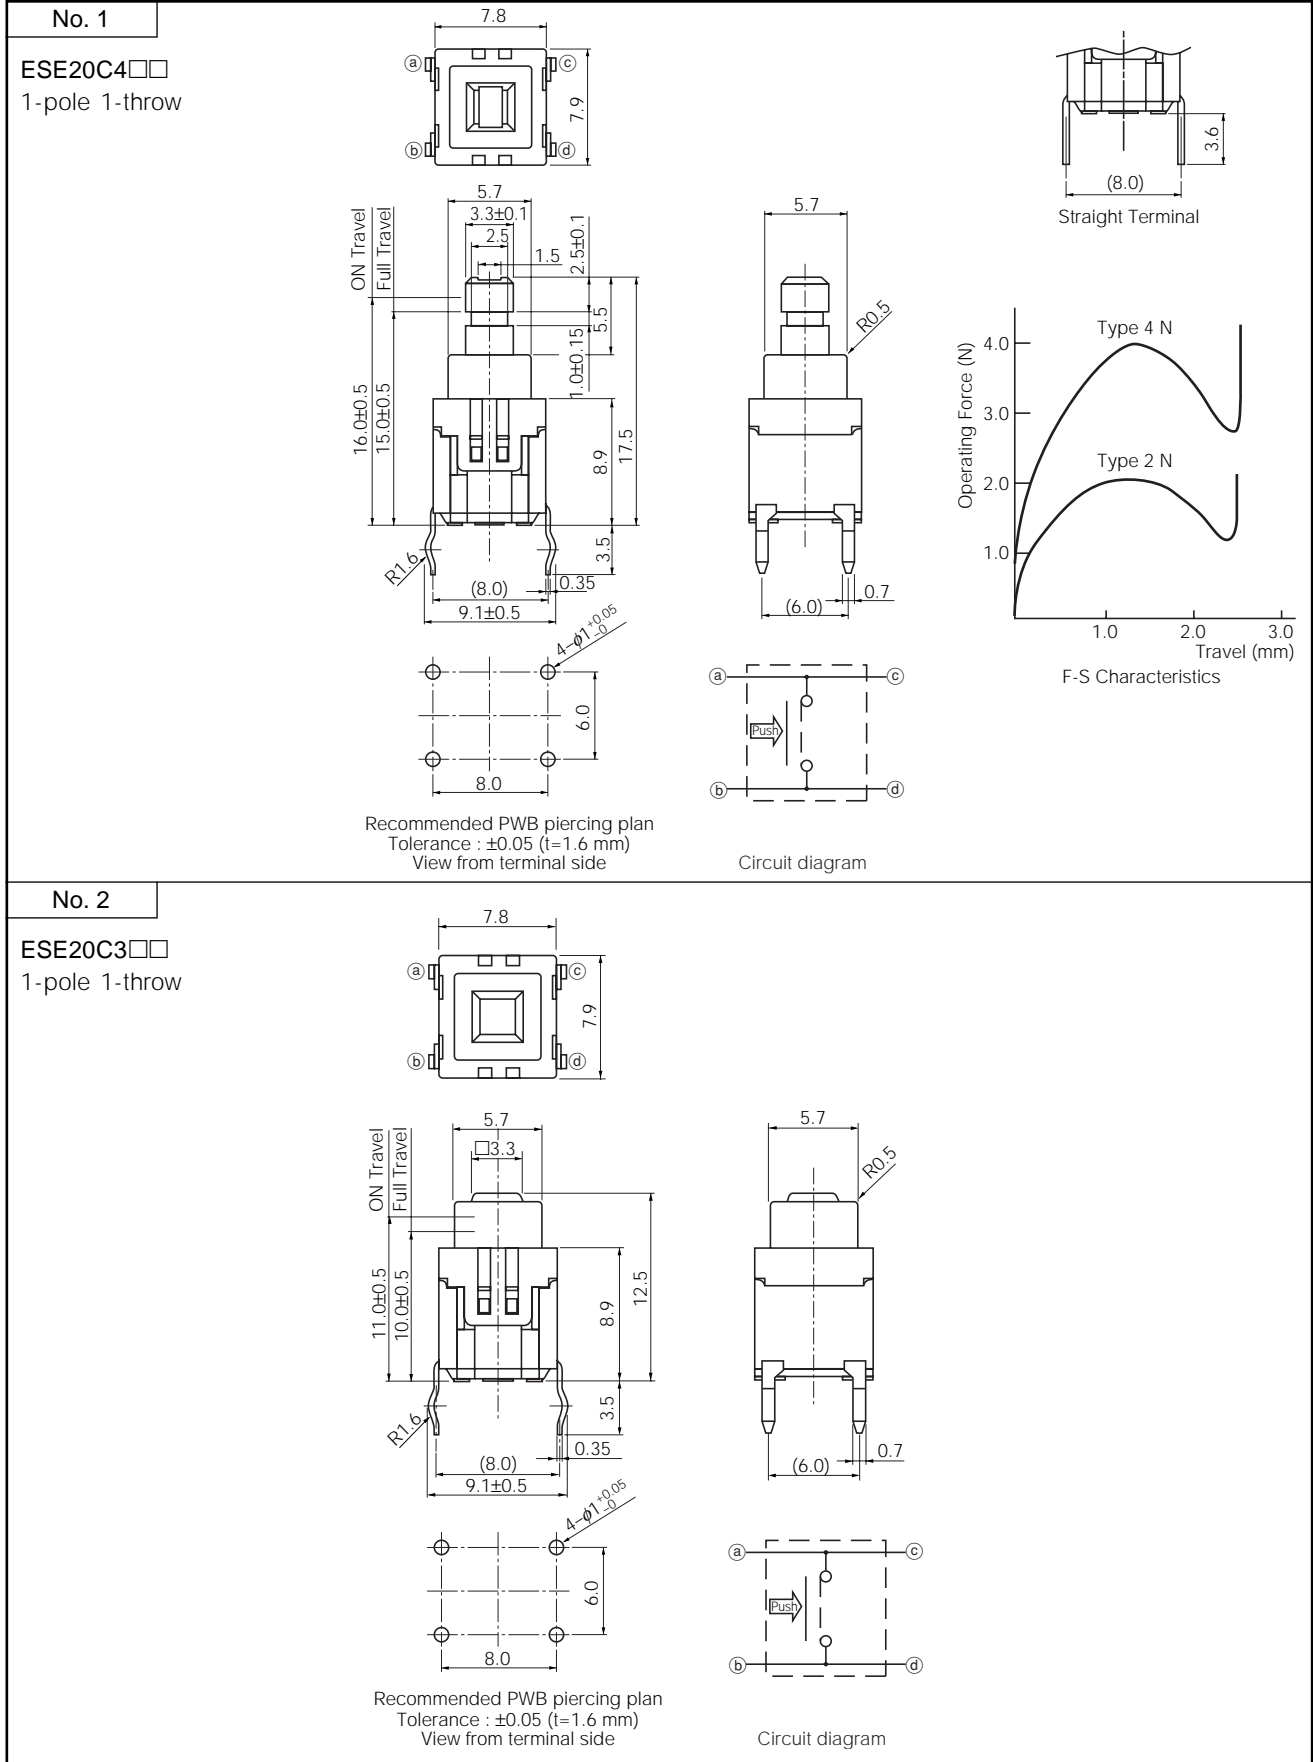 No. 1
ESE20C4□□
1-pole 1-throw
7.8
ⓐ
ⓒ
7.9
ⓑ
ⓓ
3.6
(8.0)
Straight Terminal
5.7
3.3±0.1
2.5
1.5
2.5±0.1
5.5
1.0±0.15
ON Travel
Full Travel
16.0±0.5
15.0±0.5
8.9
17.5
R1.6
3.5
(8.0)
0.35
9.1±0.5
5.7
R0.5
0.7
(6.0)
Operating Force (N)
4.0
3.0
2.0
1.0
Type 4 N
Type 2 N
1.0 2.0 3.0
Travel (mm)
F-S Characteristics
4-ϕ1 +0.05 -0
6.0
8.0
Recommended PWB piercing plan
Tolerance : ±0.05 (t=1.6 mm)
View from terminal side
ⓐ
ⓒ
Push
ⓑ
ⓓ
Circuit diagram
No. 2
ESE20C3□□
1-pole 1-throw
7.8
ⓐ
ⓒ
7.9
ⓑ
ⓓ
5.7
□3.3
ON Travel
Full Travel
11.0±0.5
10.0±0.5
8.9
12.5
R1.6
3.5
(8.0)
0.35
9.1±0.5
5.7
R0.5
0.7
(6.0)
4-ϕ1 +0.05 -0
6.0
8.0
Recommended PWB piercing plan
Tolerance : ±0.05 (t=1.6 mm)
View from terminal side
ⓐ
ⓒ
Push
ⓑ
ⓓ
Circuit diagram